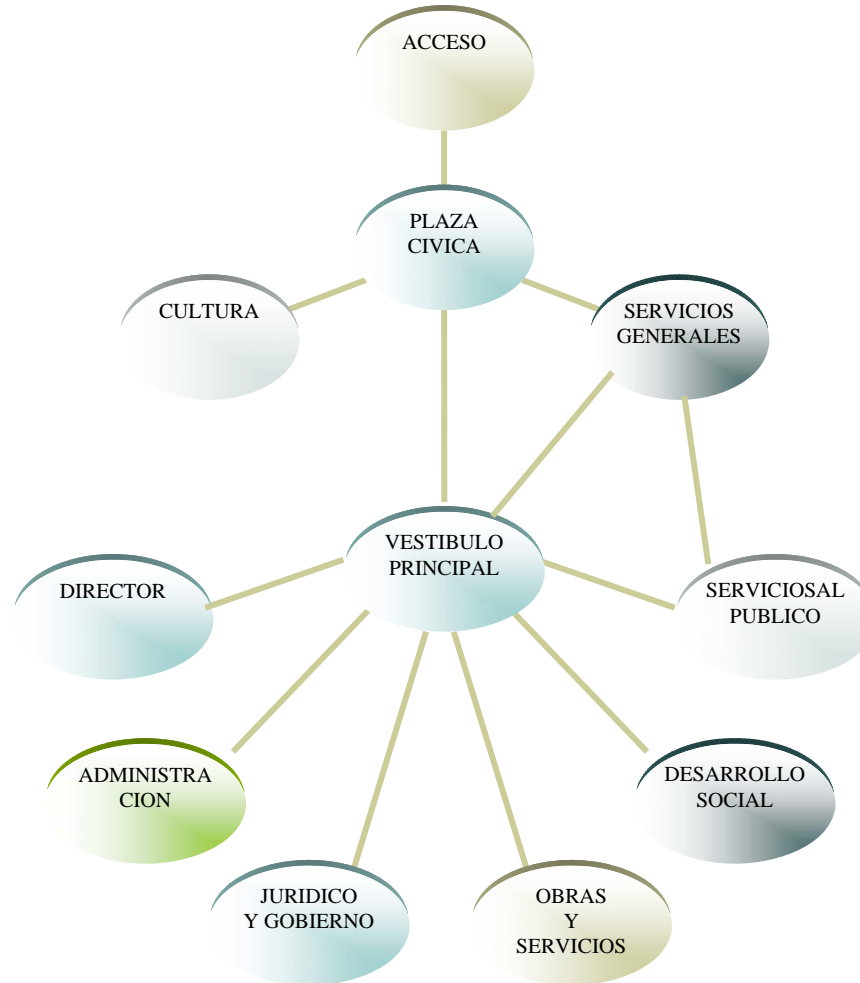 ACCESO
PLAZA
CIVICA
CULTURA
SERVICIOS
GENERALES
VESTIBULO
PRINCIPAL
DIRECTOR
SERVICIOSAL
PUBLICO
ADMINISTRA
CION
DESARROLLO
SOCIAL
JURIDICO
Y GOBIERNO
OBRAS
Y
SERVICIOS